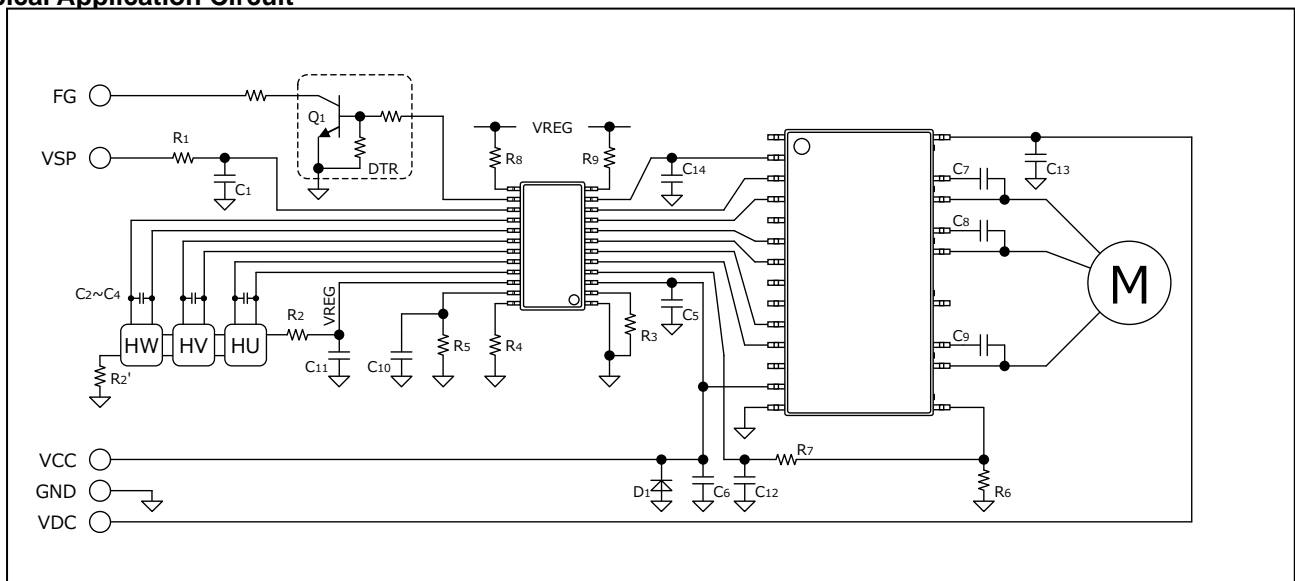 pical Application Circuit
FG
Q1
DTR
VREG
R8
R9
VSP
R1
C1
C14
C7
C13
C8
M
C2~C4
HW
HV
HU
R2
VREG
R2'
C11
C10
R5
R4
R3
C5
C9
VCC
GND
VDC
D1
C6
C12
R7
R6